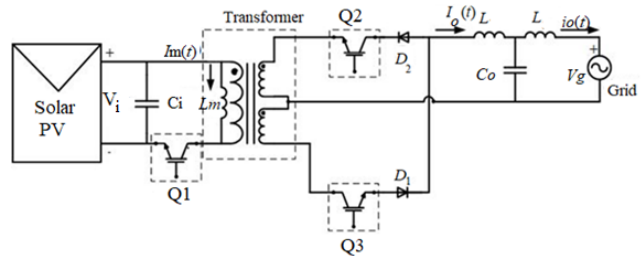 Transformer
Q2
Io(t) L
L
io(t)
+
Im(t)
+
D2
Solar
PV
Vi
Ci
Lm
Co
Vg
Grid
-
Q1
D1
Q3